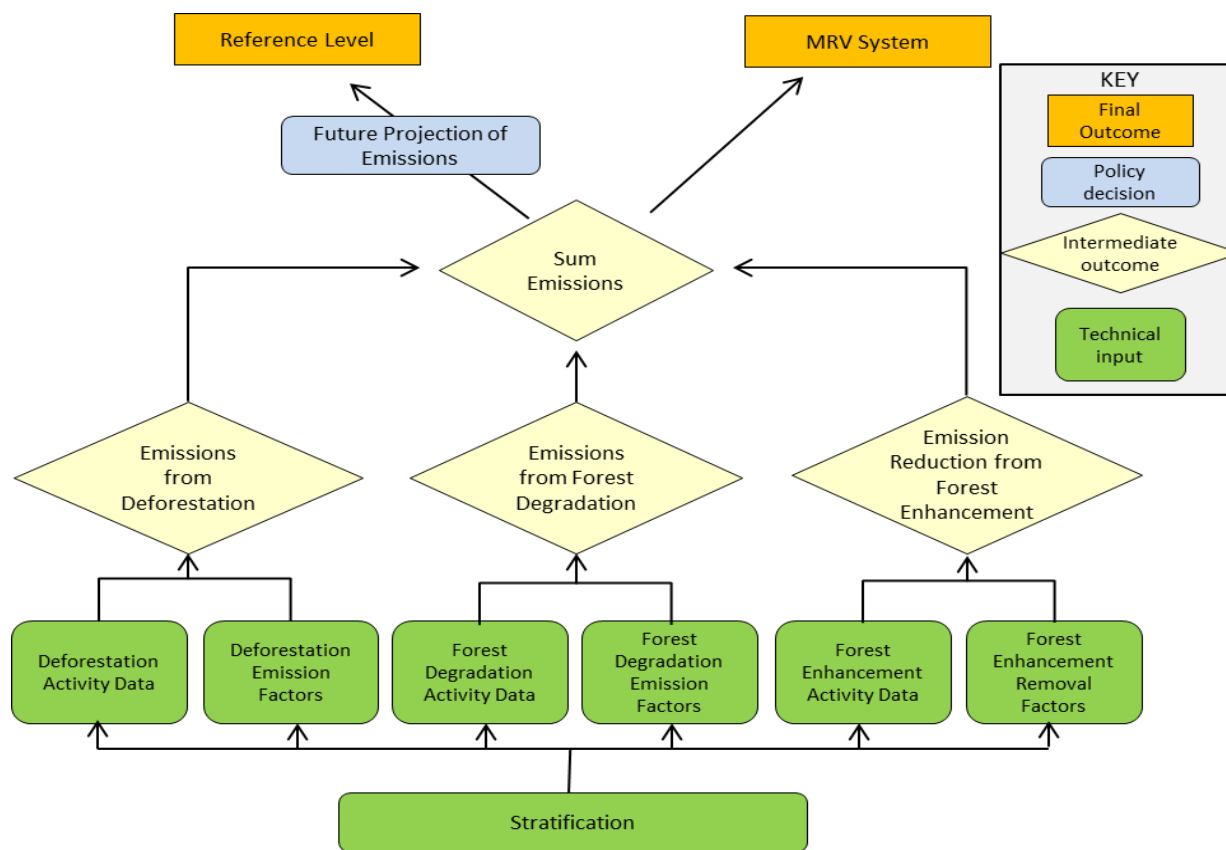 Reference Level
MRV System
KEY
Final
Outcome
Policy
decision
Intermediate
outcome
Technical
input
Future Projection of
Emissions
Sum
Emissions
Emissions
from
Deforestation
Emissions
from Forest
Degradation
Emission
Reduction from
Forest
Enhancement
Deforestation
Activity Data
Deforestation
Emission
Factors
Forest
Degradation
Activity Data
Forest
Degradation
Emission
Factors
Forest
Enhancement
Activity Data
Forest
Enhancement
Removal
Factors
Stratification